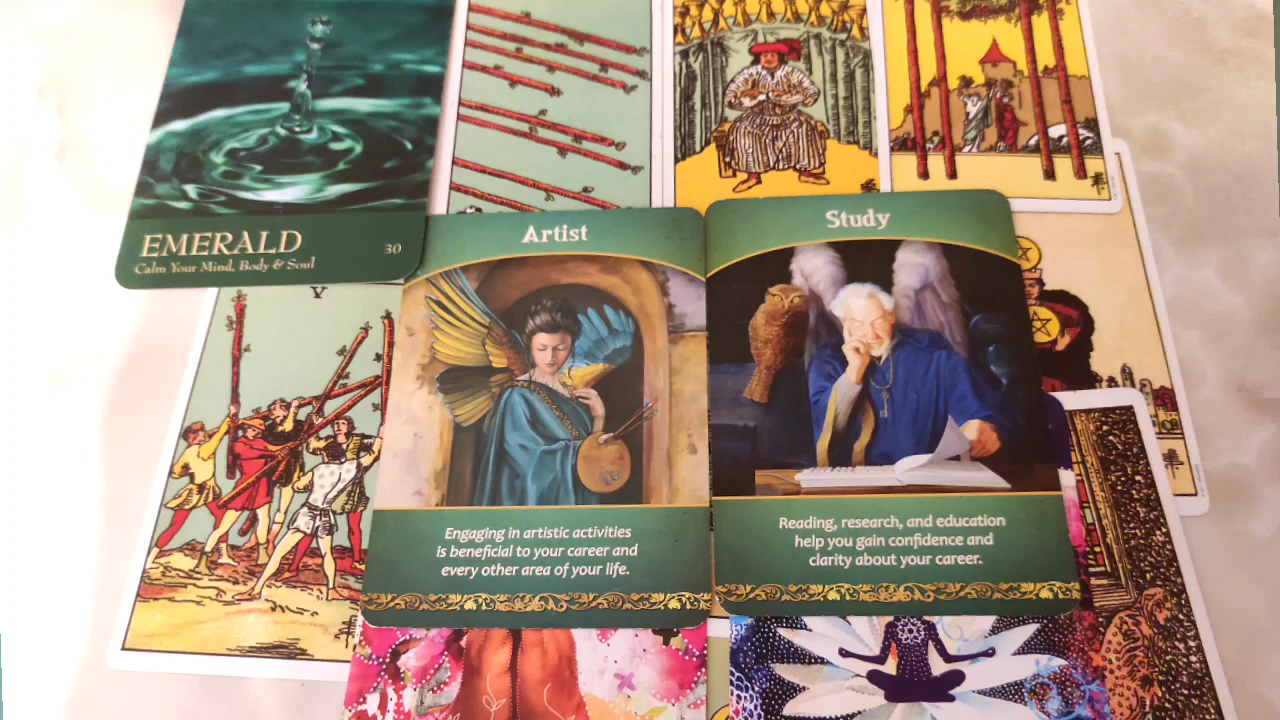 EMERALD
30
Calm Your Mind, Body & Soul
V
Artist
Engaging in artistic activities
is beneficial to your career and
every other area of your life.
Study
Reading, research, and education
help you gain confidence and
clarity about your career.